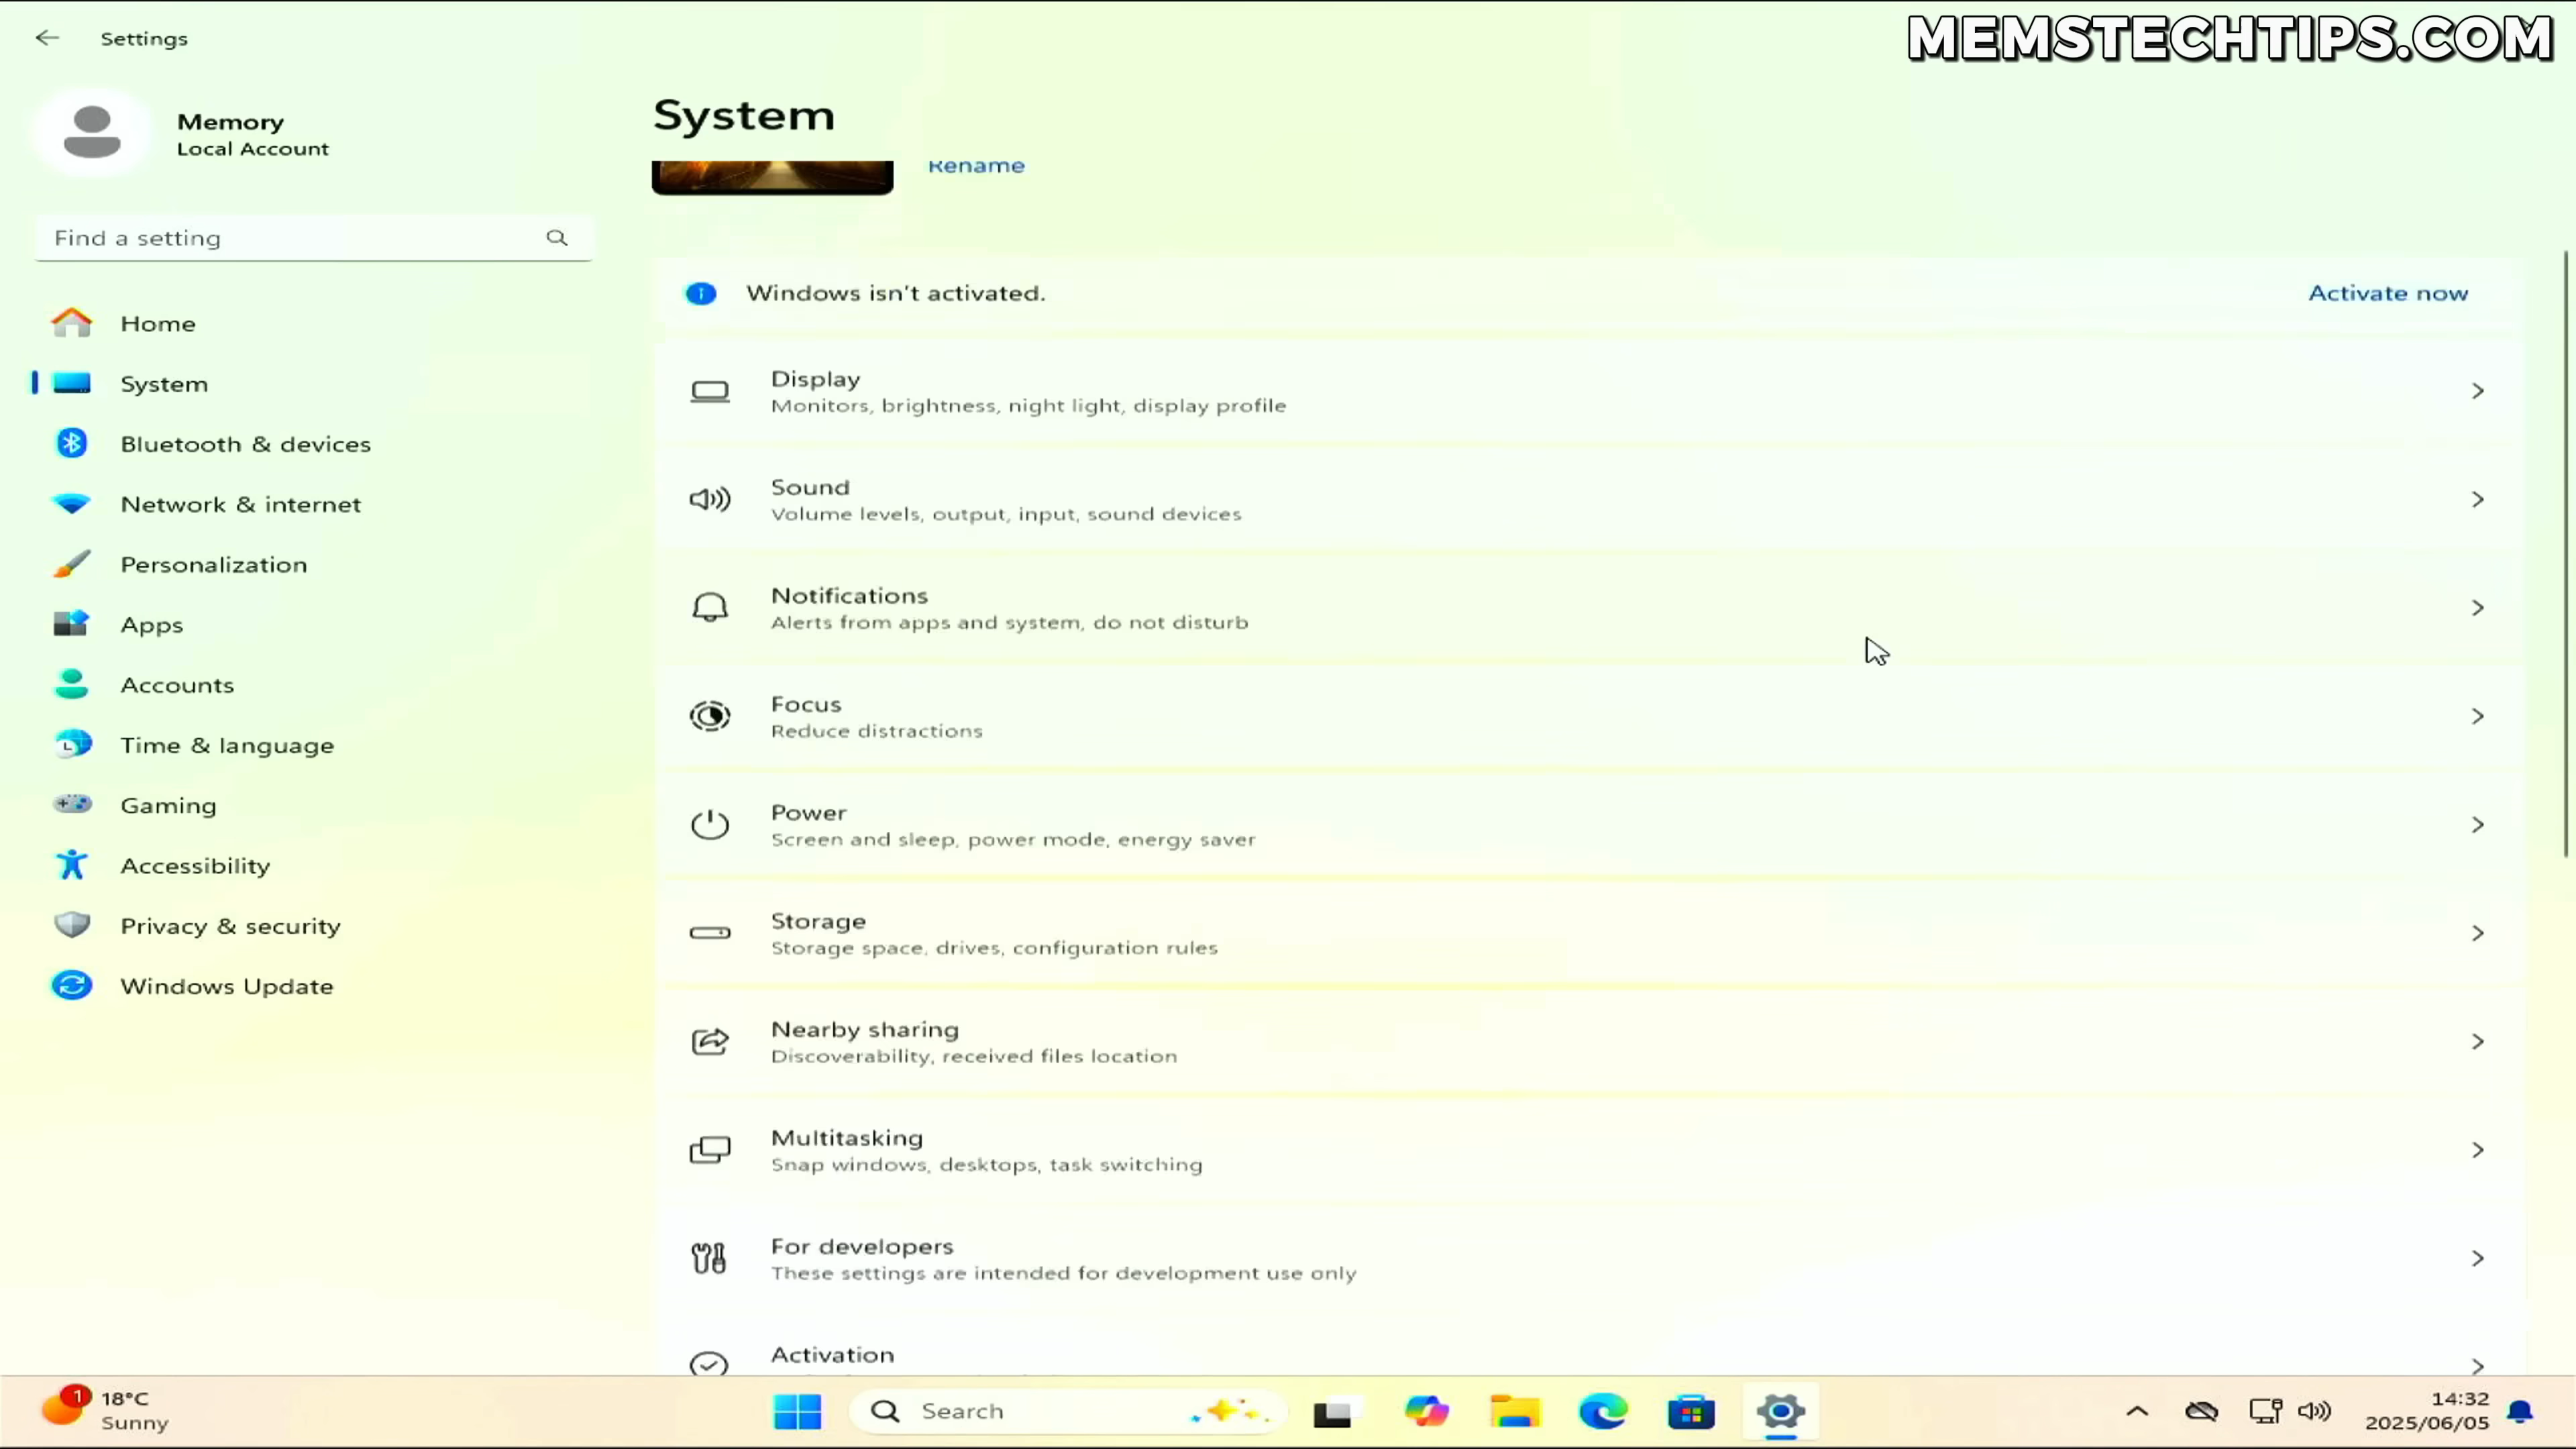 Settings
MEMSTECHTIPS.COM
Memory
Local Account
Find a setting
Home
System
Bluetooth & devices
Network & internet
Personalization
Apps
Accounts
Time & language
Gaming
Accessibility
Privacy & security
Windows Update
System
Rename
Windows isn't activated.
Activate now
Display
Monitors, brightness, night light, display profile
Sound
Volume levels, output, input, sound devices
Notifications
Alerts from apps and system, do not disturb
Focus
Reduce distractions
Power
Screen and sleep, power mode, energy saver
Storage
Storage space, drives, configuration rules
Nearby sharing
Discoverability, received files location
Multitasking
Snap windows, desktops, task switching
For developers
These settings are intended for development use only
Activation
1
18°C
Sunny
Search
14:32
2025/06/05